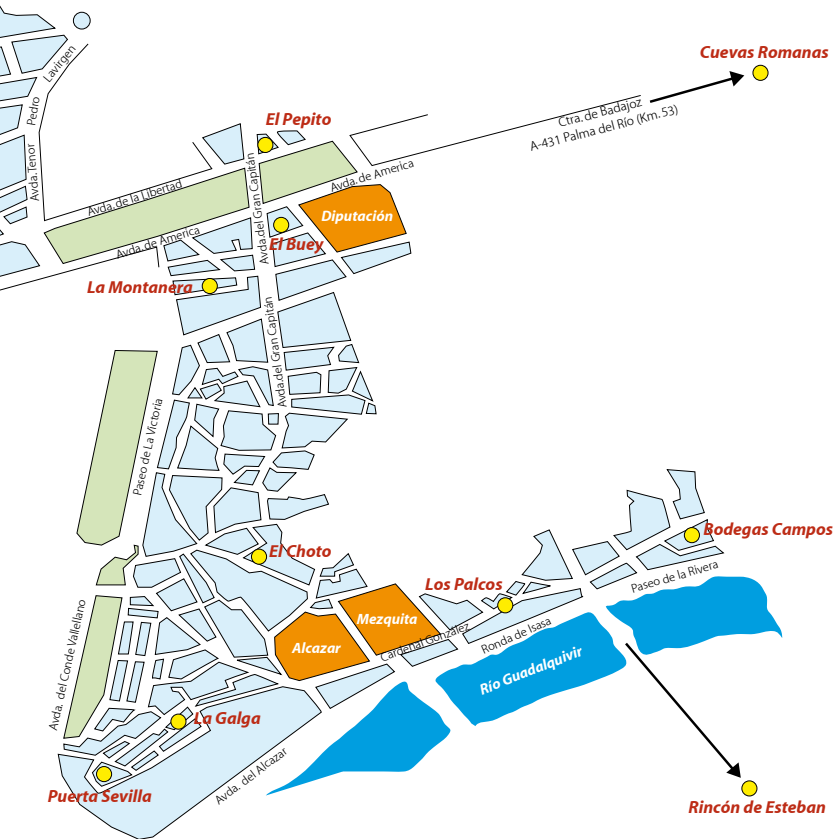 Cuevas Romanas
Lavirgen
Pedro
Avda.Tenor
El Pepito
Ctra. de Badajoz
A-431 Palma del Río (Km. 53)
Avda. de la Libertad
Avda. de America
Avda.del Gran Capitán
Diputación
Avda. de America
El Buey
La Montanera
Avda.del Gran Capitán
Paseo de La Victoria
Bodegas Campos
El Choto
Paseo de la Rivera
Los Palcos
Mezquita
Cardenal González
Ronda de Isasa
Alcazar
Avda. del Conde Vallellano
Río Guadalquivir
La Galga
Avda. del Alcazar
Puerta Sevilla
Rincón de Esteban